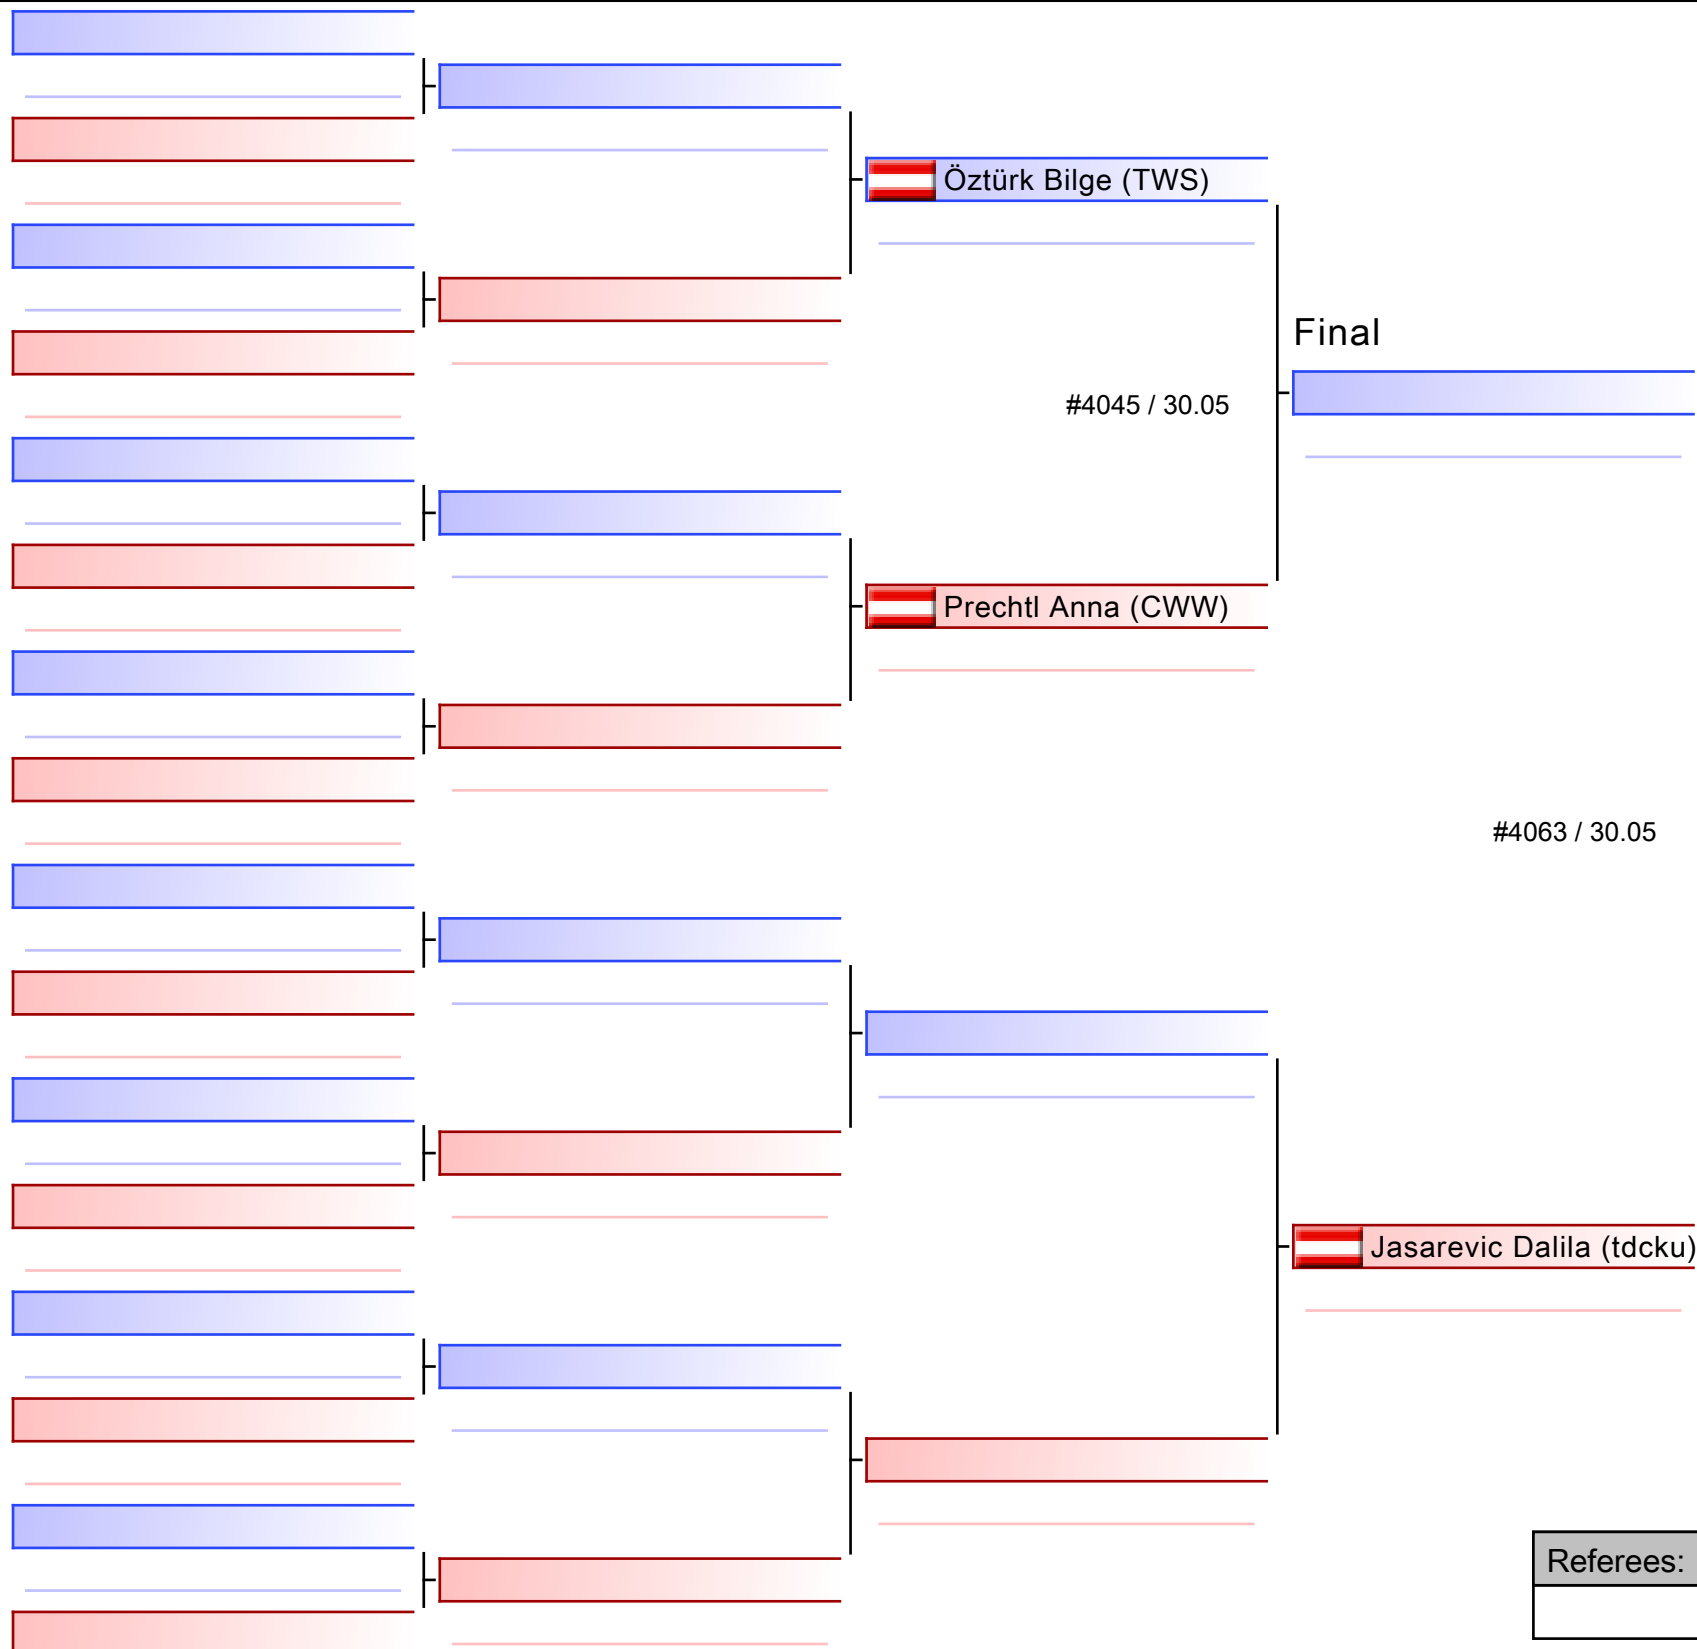 Öztürk Bilge (TWS)
Final
#4045 / 30.05
Prechtl Anna (CWW)
#4063 / 30.05
Jasarevic Dalila (tdcku)
Referees: